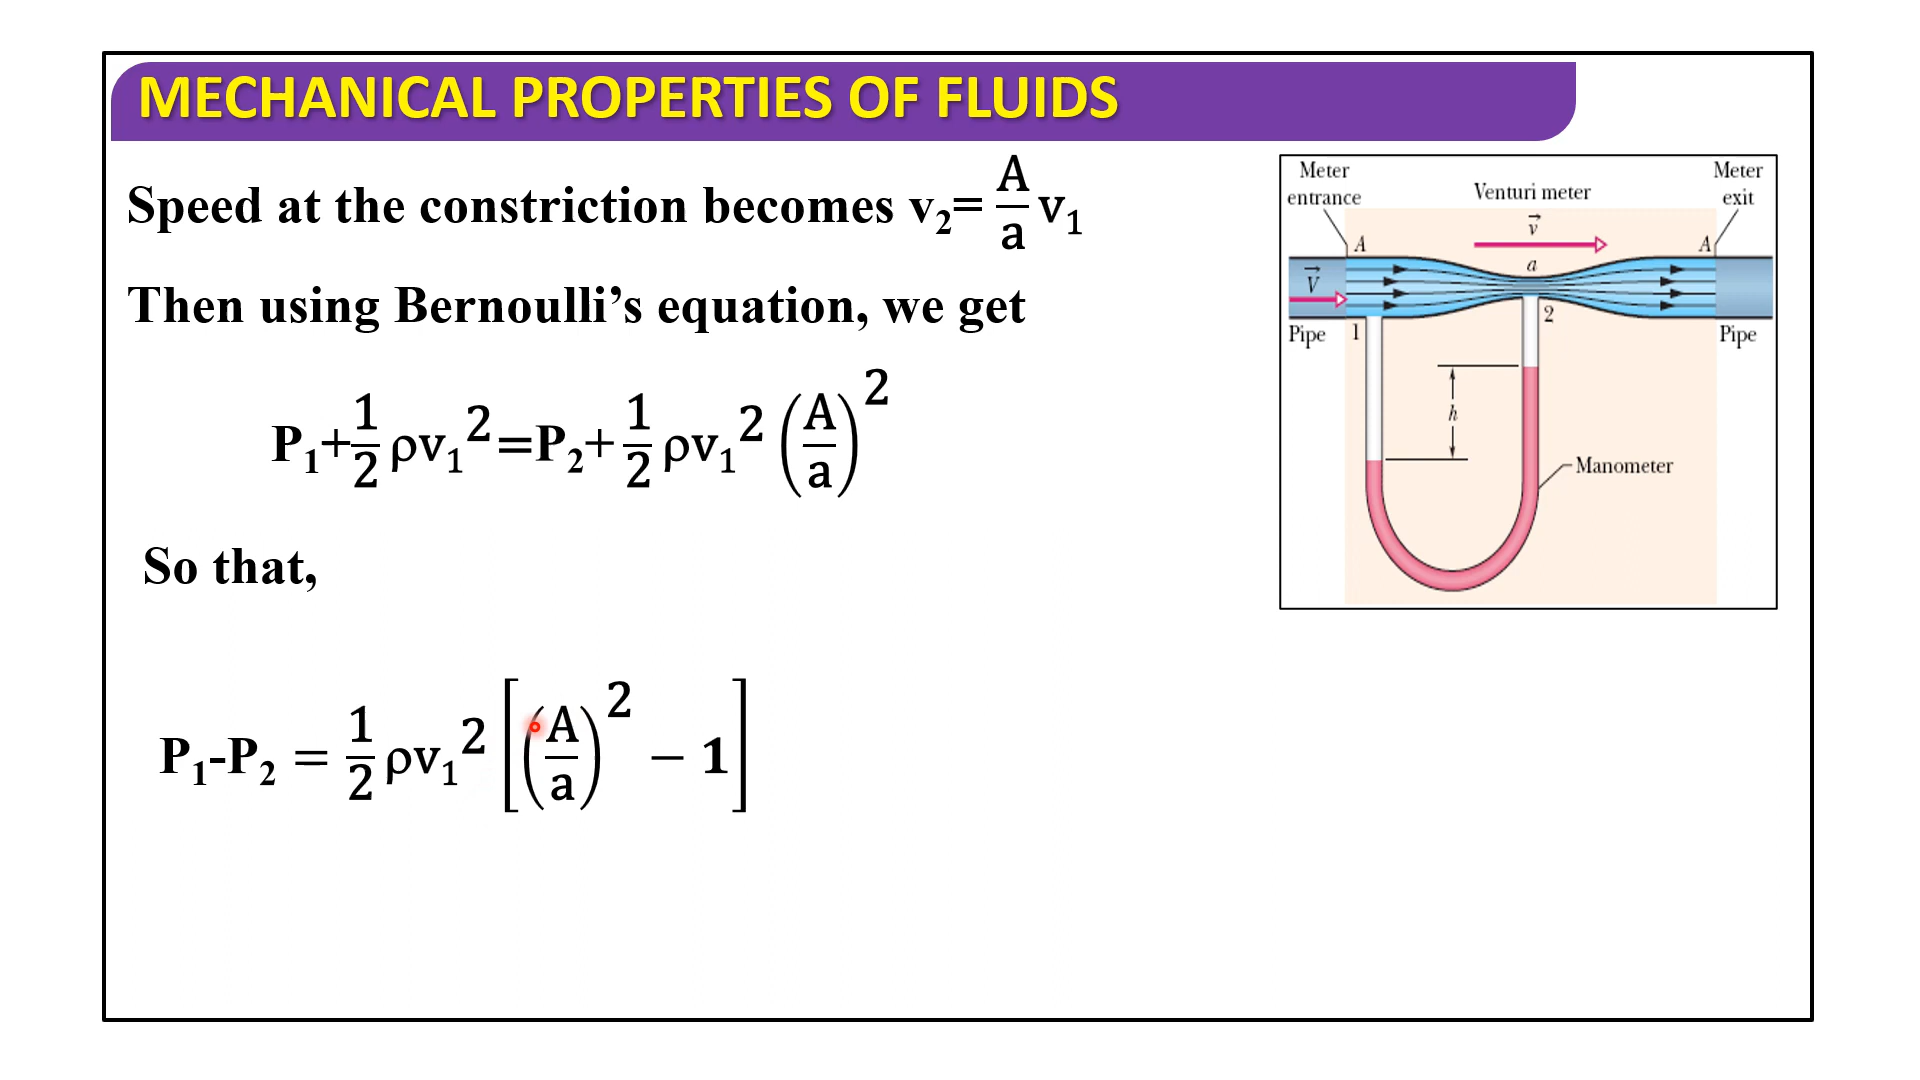 MECHANICAL PROPERTIES OF FLUIDS
Speed at the constriction becomes v₂= A/a v₁
Then using Bernoulli’s equation, we get
P₁+1/2 ρv₁²=P₂+1/2 ρv₁² (A/a)²
So that,
P₁-P₂ = 1/2 ρv₁² [(A/a)² − 1]
Meter entrance
Venturi meter
Meter exit
A
v
A
a
V
2
Pipe
1
Pipe
h
Manometer